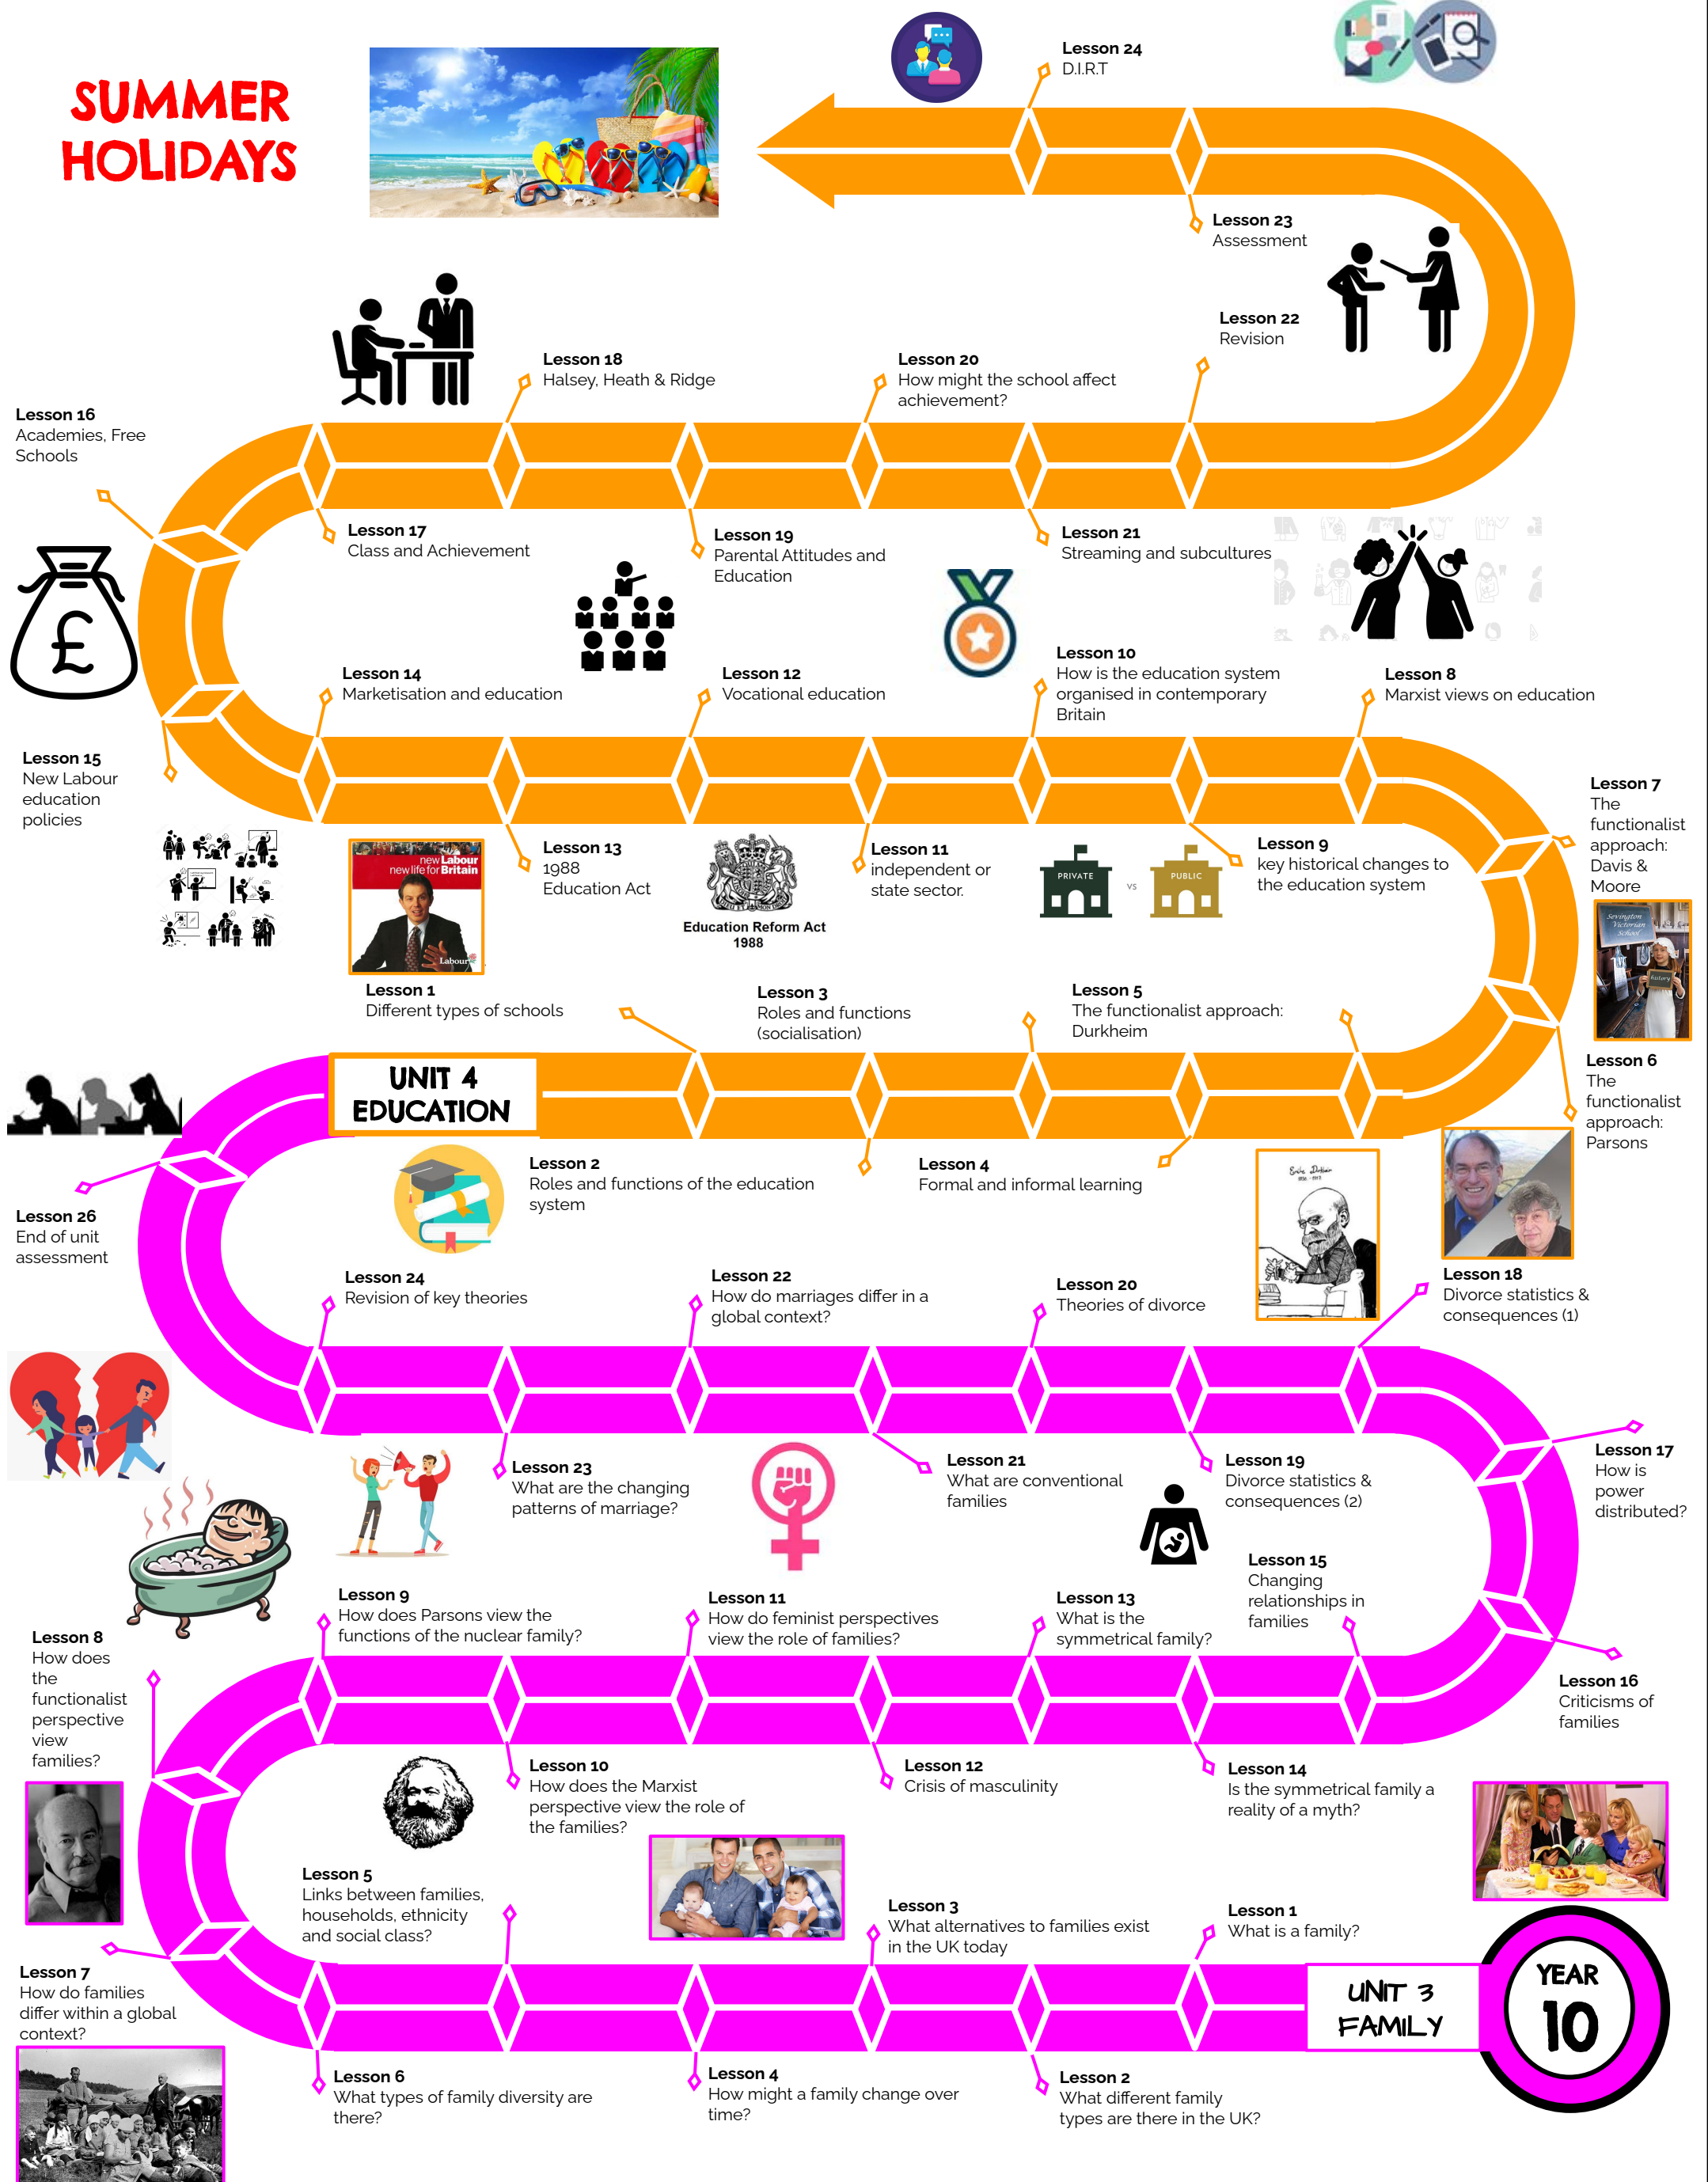 SUMMER
HOLIDAYS
Lesson 24
D.I.R.T
Lesson 23
Assessment
Lesson 22
Revision
Lesson 18
Halsey, Heath & Ridge
Lesson 20
How might the school affect
achievement?
Lesson 16
Academies, Free
Schools
Lesson 17
Class and Achievement
Lesson 19
Parental Attitudes and
Education
Lesson 21
Streaming and subcultures
£
Lesson 14
Marketisation and education
Lesson 12
Vocational education
Lesson 10
How is the education system
organised in contemporary
Britain
Lesson 8
Marxist views on education
Lesson 15
New Labour
education
policies
Lesson 7
The
functionalist
approach:
Davis &
Moore
Lesson 13
1988
Education Act
new Labour
new life for Britain
Labour
Education Reform Act
1988
Lesson 11
independent or
state sector.
PRIVATE
VS
PUBLIC
Lesson 9
key historical changes to
the education system
Sevington
Victorian
School
history
Lesson 1
Different types of schools
Lesson 3
Roles and functions
(socialisation)
Lesson 5
The functionalist approach:
Durkheim
Lesson 6
The
functionalist
approach:
Parsons
UNIT 4
EDUCATION
Lesson 2
Roles and functions of the education
system
Lesson 4
Formal and informal learning
Emile Durkheim
Lesson 26
End of unit
assessment
Lesson 24
Revision of key theories
Lesson 22
How do marriages differ in a
global context?
Lesson 20
Theories of divorce
Lesson 18
Divorce statistics &
consequences (1)
Lesson 23
What are the changing
patterns of marriage?
Lesson 21
What are conventional
families
Lesson 19
Divorce statistics &
consequences (2)
Lesson 17
How is
power
distributed?
Lesson 9
How does Parsons view the
functions of the nuclear family?
Lesson 11
How do feminist perspectives
view the role of families?
Lesson 13
What is the
symmetrical family?
Lesson 15
Changing
relationships in
families
Lesson 8
How does
the
functionalist
perspective
view
families?
Lesson 16
Criticisms of
families
Lesson 10
How does the Marxist
perspective view the role of
the families?
Lesson 12
Crisis of masculinity
Lesson 14
Is the symmetrical family a
reality of a myth?
Lesson 5
Links between families,
households, ethnicity
and social class?
Lesson 3
What alternatives to families exist
in the UK today
Lesson 1
What is a family?
Lesson 7
How do families
differ within a global
context?
UNIT 3
FAMILY
YEAR
10
Lesson 6
What types of family diversity are
there?
Lesson 4
How might a family change over
time?
Lesson 2
What different family
types are there in the UK?